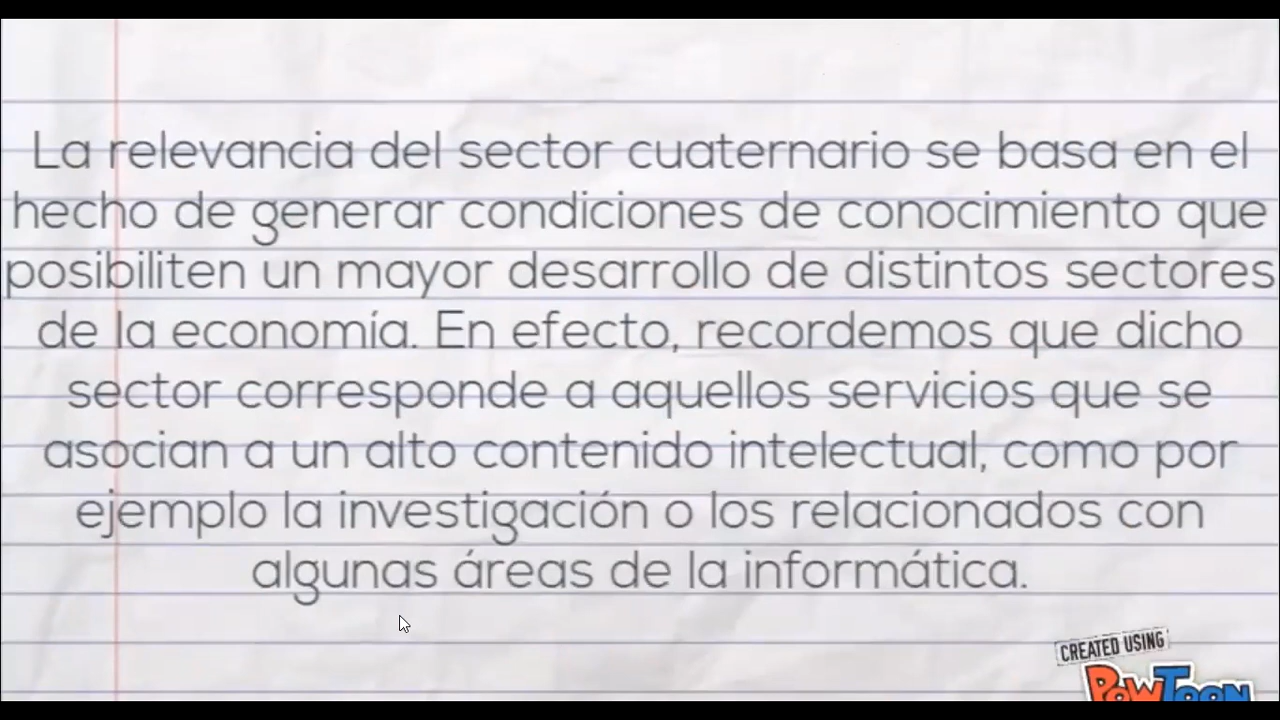 La relevancia del sector cuaternario se basa en el
hecho de generar condiciones de conocimiento que
posibiliten un mayor desarrollo de distintos sectores
de la economía. En efecto, recordemos que dicho
sector corresponde a aquellos servicios que se
asocian a un alto contenido intelectual, como por
ejemplo la investigación o los relacionados con
algunas áreas de la informática.
CREATED USING
POWTOON